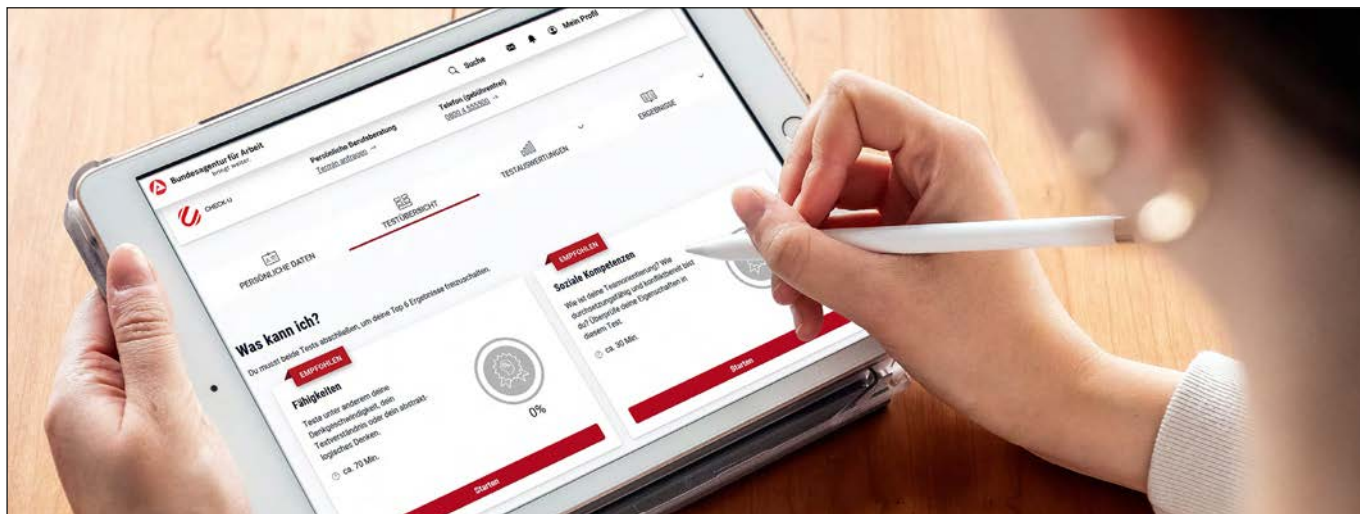 Suche
Mein Profil
Bundesagentur für Arbeit
bringt weiter.
Persönliche Berufsberatung
Termin anfragen →
Telefon (gebührenfrei)
0800 4 555500 →
CHECK-U
PERSÖNLICHE DATEN
TESTÜBERSICHT
TESTAUSWERTUNGEN
ERGEBNISSE
Was kann ich?
Du musst beide Tests abschließen, um deine Top 6 Ergebnisse freizuschalten.
EMPFOHLEN
Fähigkeiten
Teste unter anderem deine
Denkgeschwindigkeit, dein
Textverständnis oder dein abstrakt-
logisches Denken.
ca. 70 Min.
0%
Starten
EMPFOHLEN
Soziale Kompetenzen
Wie ist deine Teamorientierung? Wie
durchsetzungsfähig und konfliktbereit bist
du? Überprüfe deine Eigenschaften in
diesem Test.
ca. 30 Min.
Starten